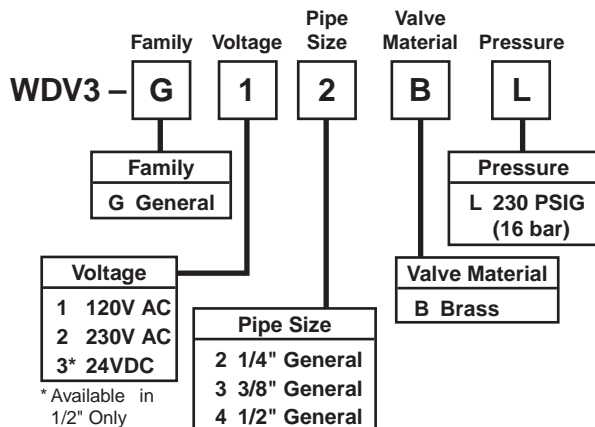 Family Voltage Pipe Size Valve Material Pressure
WDV3 – G 1 2 B L
Family
G General
Pressure
L 230 PSIG
(16 bar)
Voltage
1 120V AC
2 230V AC
3* 24VDC
* Available in
1/2" Only
Valve Material
B Brass
Pipe Size
2 1/4" General
3 3/8" General
4 1/2" General